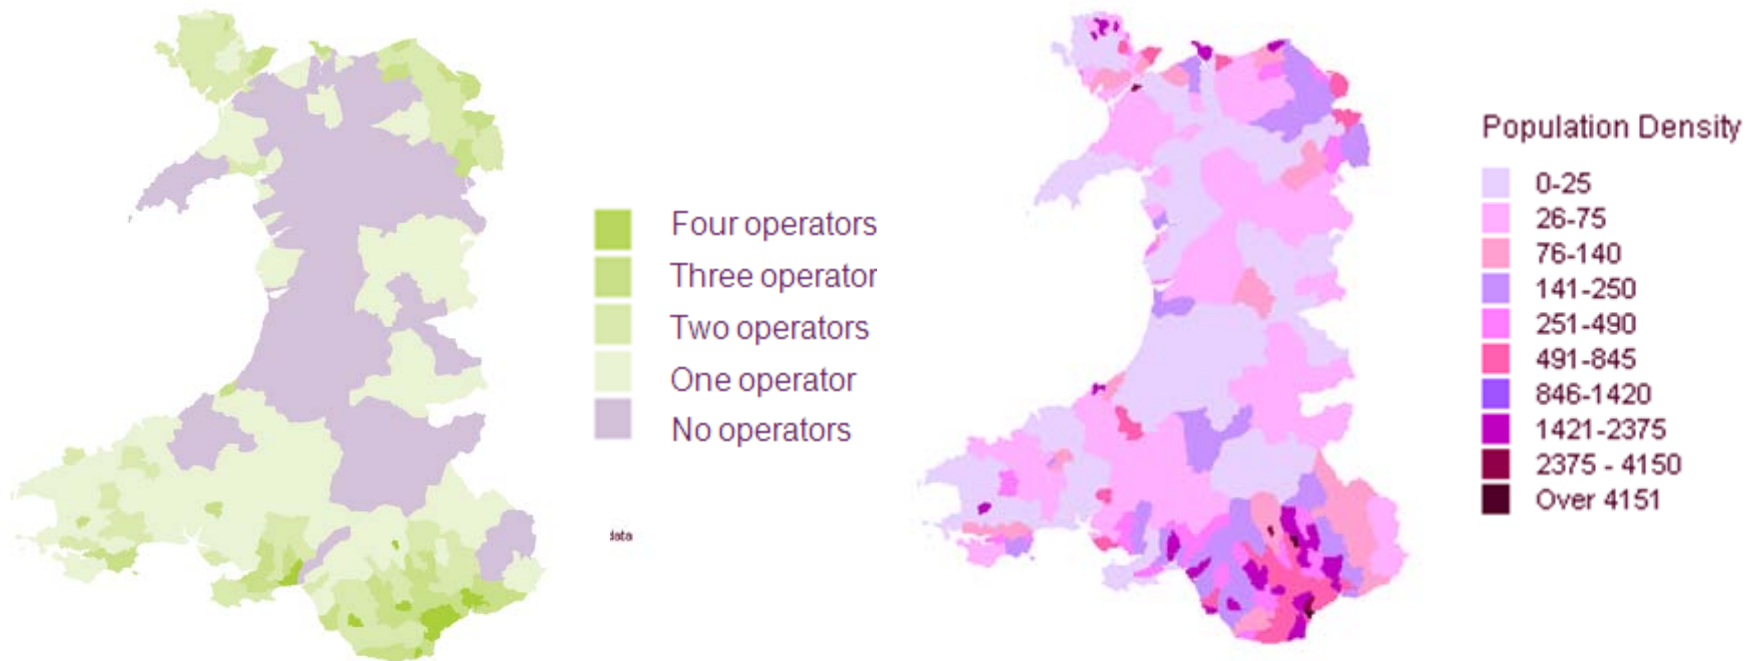 Four operators
Three operator
Two operators
One operator
No operators
data
Population Density
0-25
26-75
76-140
141-250
251-490
491-845
846-1420
1421-2375
2375 - 4150
Over 4151